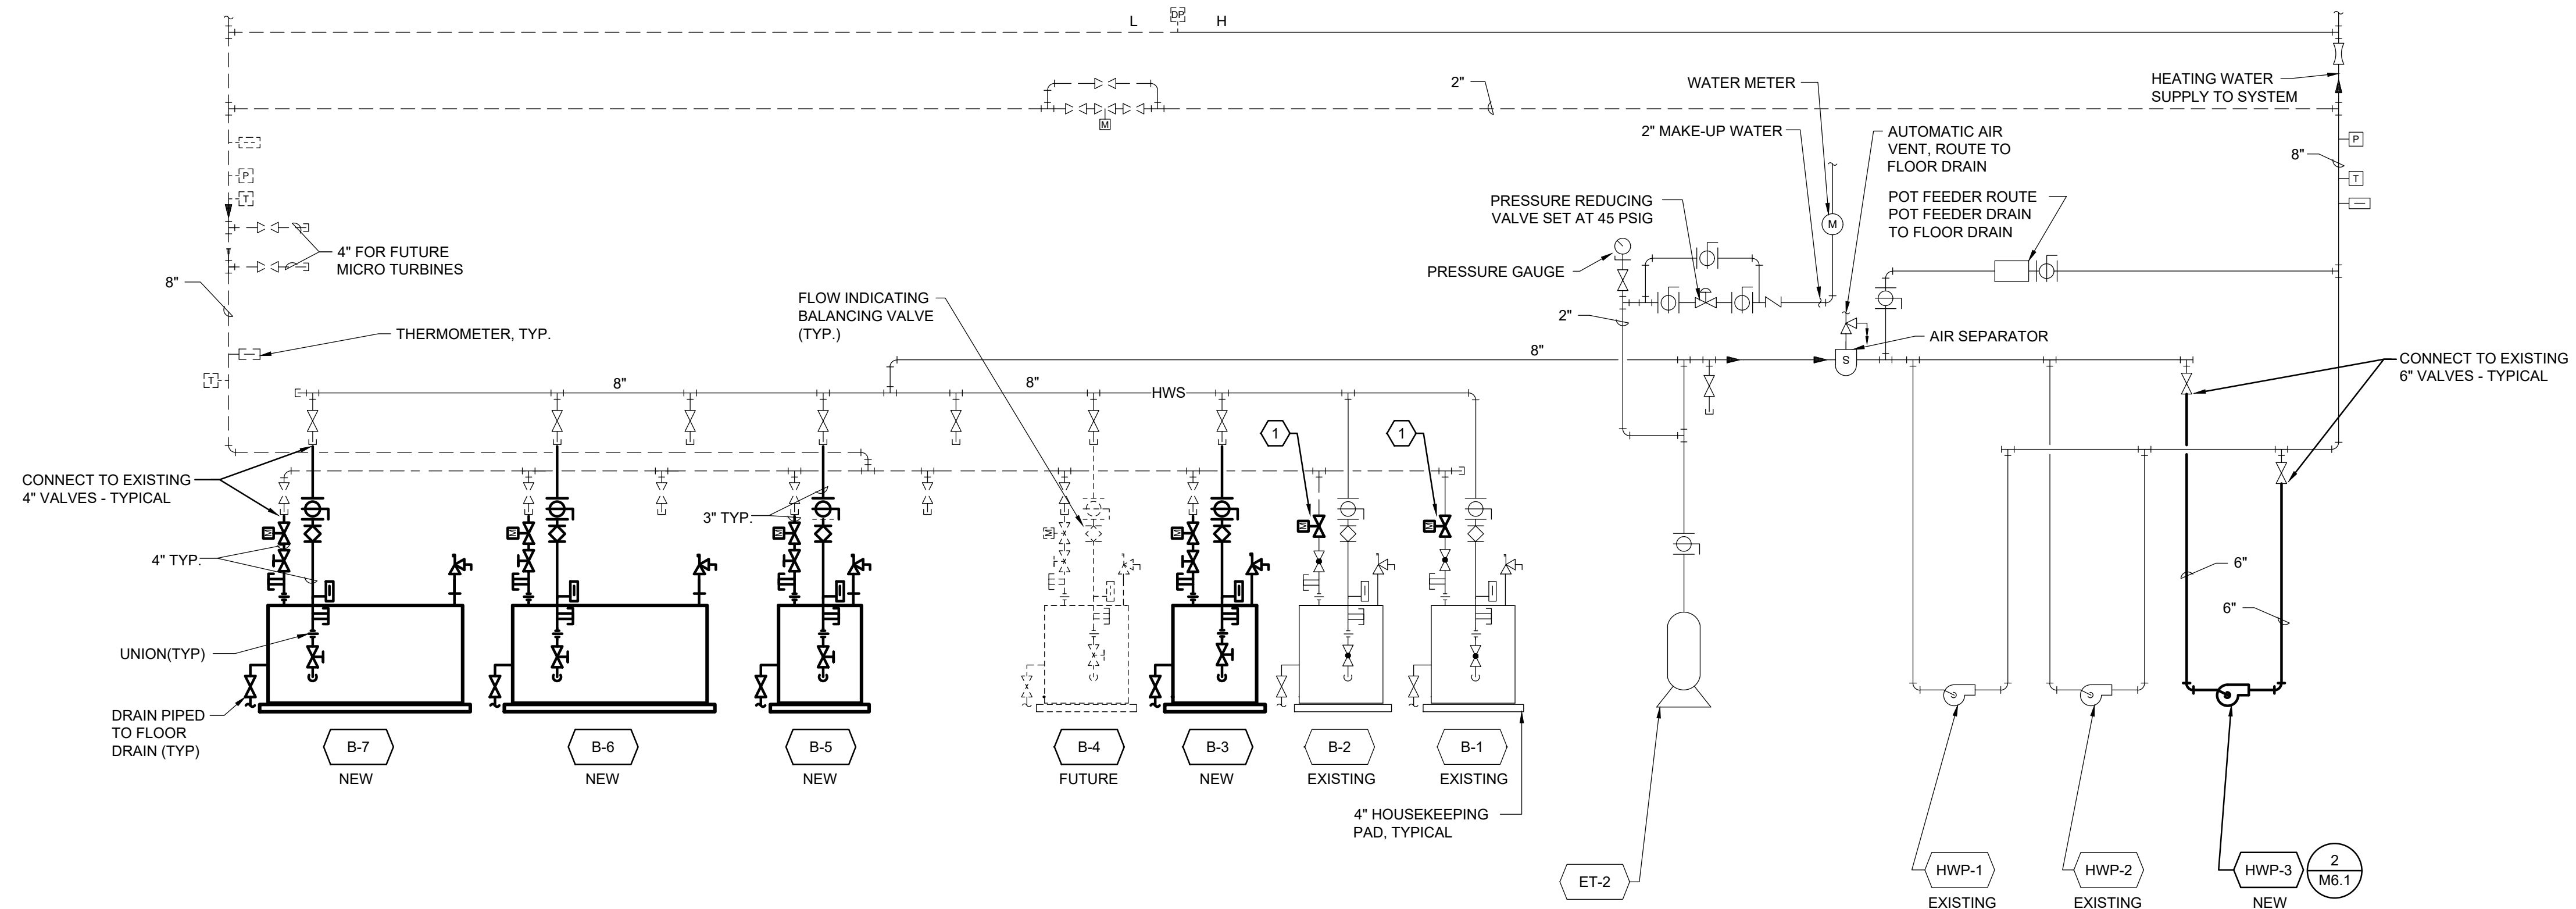 L
DP
H
HEATING WATER
SUPPLY TO SYSTEM
2"
WATER METER
M
2" MAKE-UP WATER
AUTOMATIC AIR
VENT, ROUTE TO
FLOOR DRAIN
P
8"
T
P
T
PRESSURE REDUCING
VALVE SET AT 45 PSIG
POT FEEDER ROUTE
POT FEEDER DRAIN
TO FLOOR DRAIN
M
4" FOR FUTURE
MICRO TURBINES
PRESSURE GAUGE
8"
FLOW INDICATING
BALANCING VALVE
(TYP.)
2"
THERMOMETER, TYP.
AIR SEPARATOR
8"
S
CONNECT TO EXISTING
6" VALVES - TYPICAL
T
8"
8"
HWS
1
1
CONNECT TO EXISTING
4" VALVES - TYPICAL
3" TYP.
M
M
M
M
M
M
M
4" TYP.
6"
6"
UNION(TYP)
DRAIN PIPED
TO FLOOR
DRAIN (TYP)
B-7
NEW
B-6
NEW
B-5
NEW
B-4
FUTURE
B-3
NEW
B-2
EXISTING
B-1
EXISTING
4" HOUSEKEEPING
PAD, TYPICAL
ET-2
HWP-1
EXISTING
HWP-2
EXISTING
HWP-3
NEW
2
M6.1